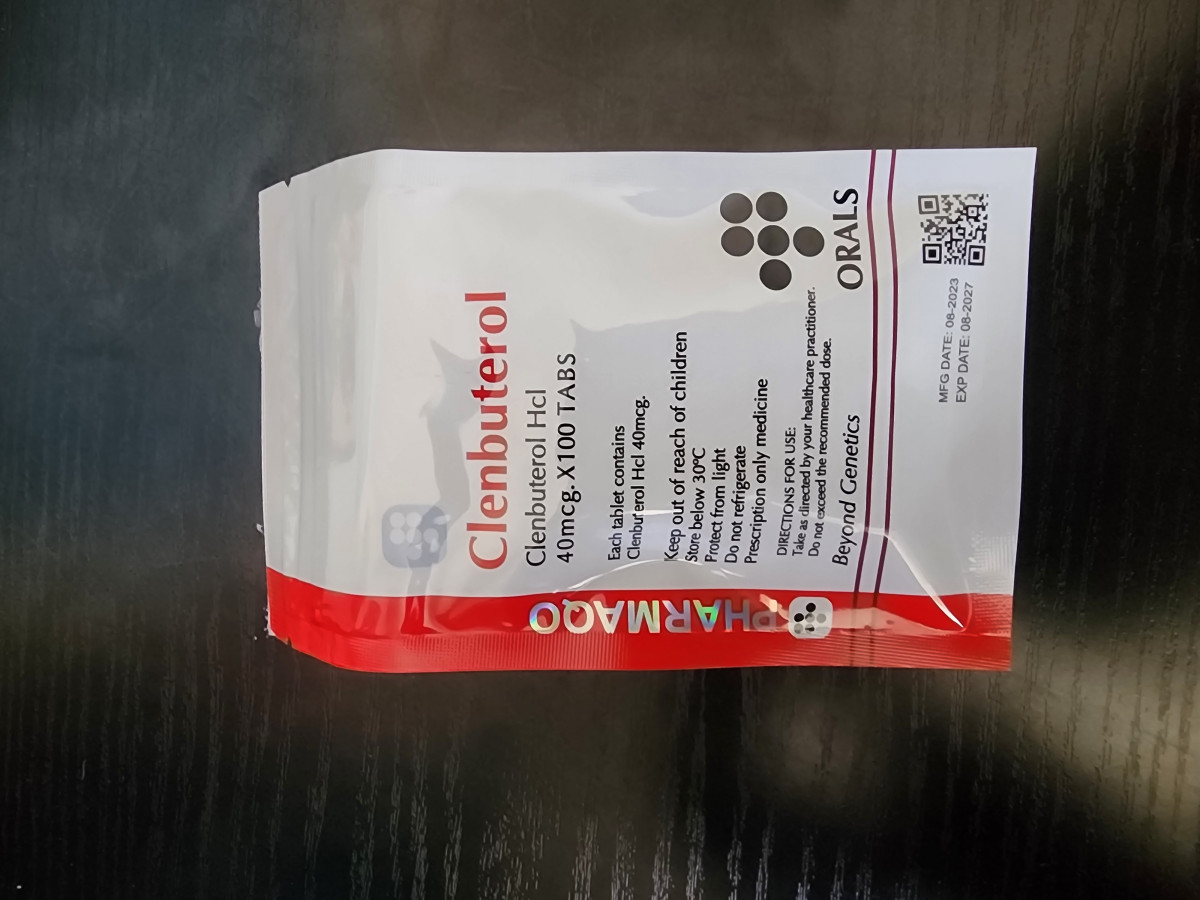 Clenbuterol
Clenbuterol Hcl
40mcg. X100 TABS
Each tablet contains
Clenbuterol Hcl 40mcg.
Keep out of reach of children
Store below 30°C
Protect from light
Do not refrigerate
Prescription only medicine
DIRECTIONS FOR USE:
Take as directed by your healthcare practitioner.
Do not exceed the recommended dose.
Beyond Genetics
ORALS
MFG DATE: 08-2023
EXP DATE: 08-2027
PHARMAQO